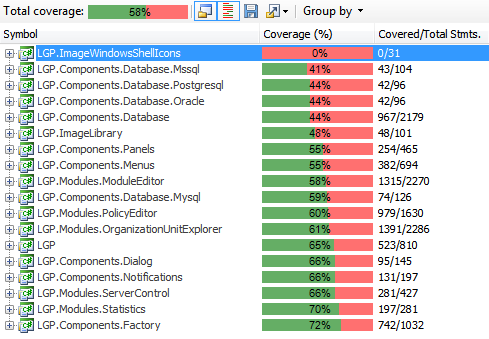 Total coverage: 58% Group by
Symbol Coverage (%) Covered/Total Stmts.
LGP.ImageWindowsShellIcons 0% 0/31
LGP.Components.Database.Mssql 41% 43/104
LGP.Components.Database.Postgresql 44% 42/96
LGP.Components.Database.Oracle 44% 42/96
LGP.Components.Database 44% 967/2179
LGP.ImageLibrary 48% 48/101
LGP.Components.Panels 55% 254/465
LGP.Components.Menus 55% 382/694
LGP.Modules.ModuleEditor 58% 1315/2270
LGP.Components.Database.Mysql 59% 74/126
LGP.Modules.PolicyEditor 60% 979/1630
LGP.Modules.OrganizationUnitExplorer 61% 1391/2286
LGP 65% 523/810
LGP.Components.Dialog 66% 95/145
LGP.Components.Notifications 66% 131/197
LGP.Modules.ServerControl 66% 281/427
LGP.Modules.Statistics 70% 197/281
LGP.Components.Factory 72% 742/1032